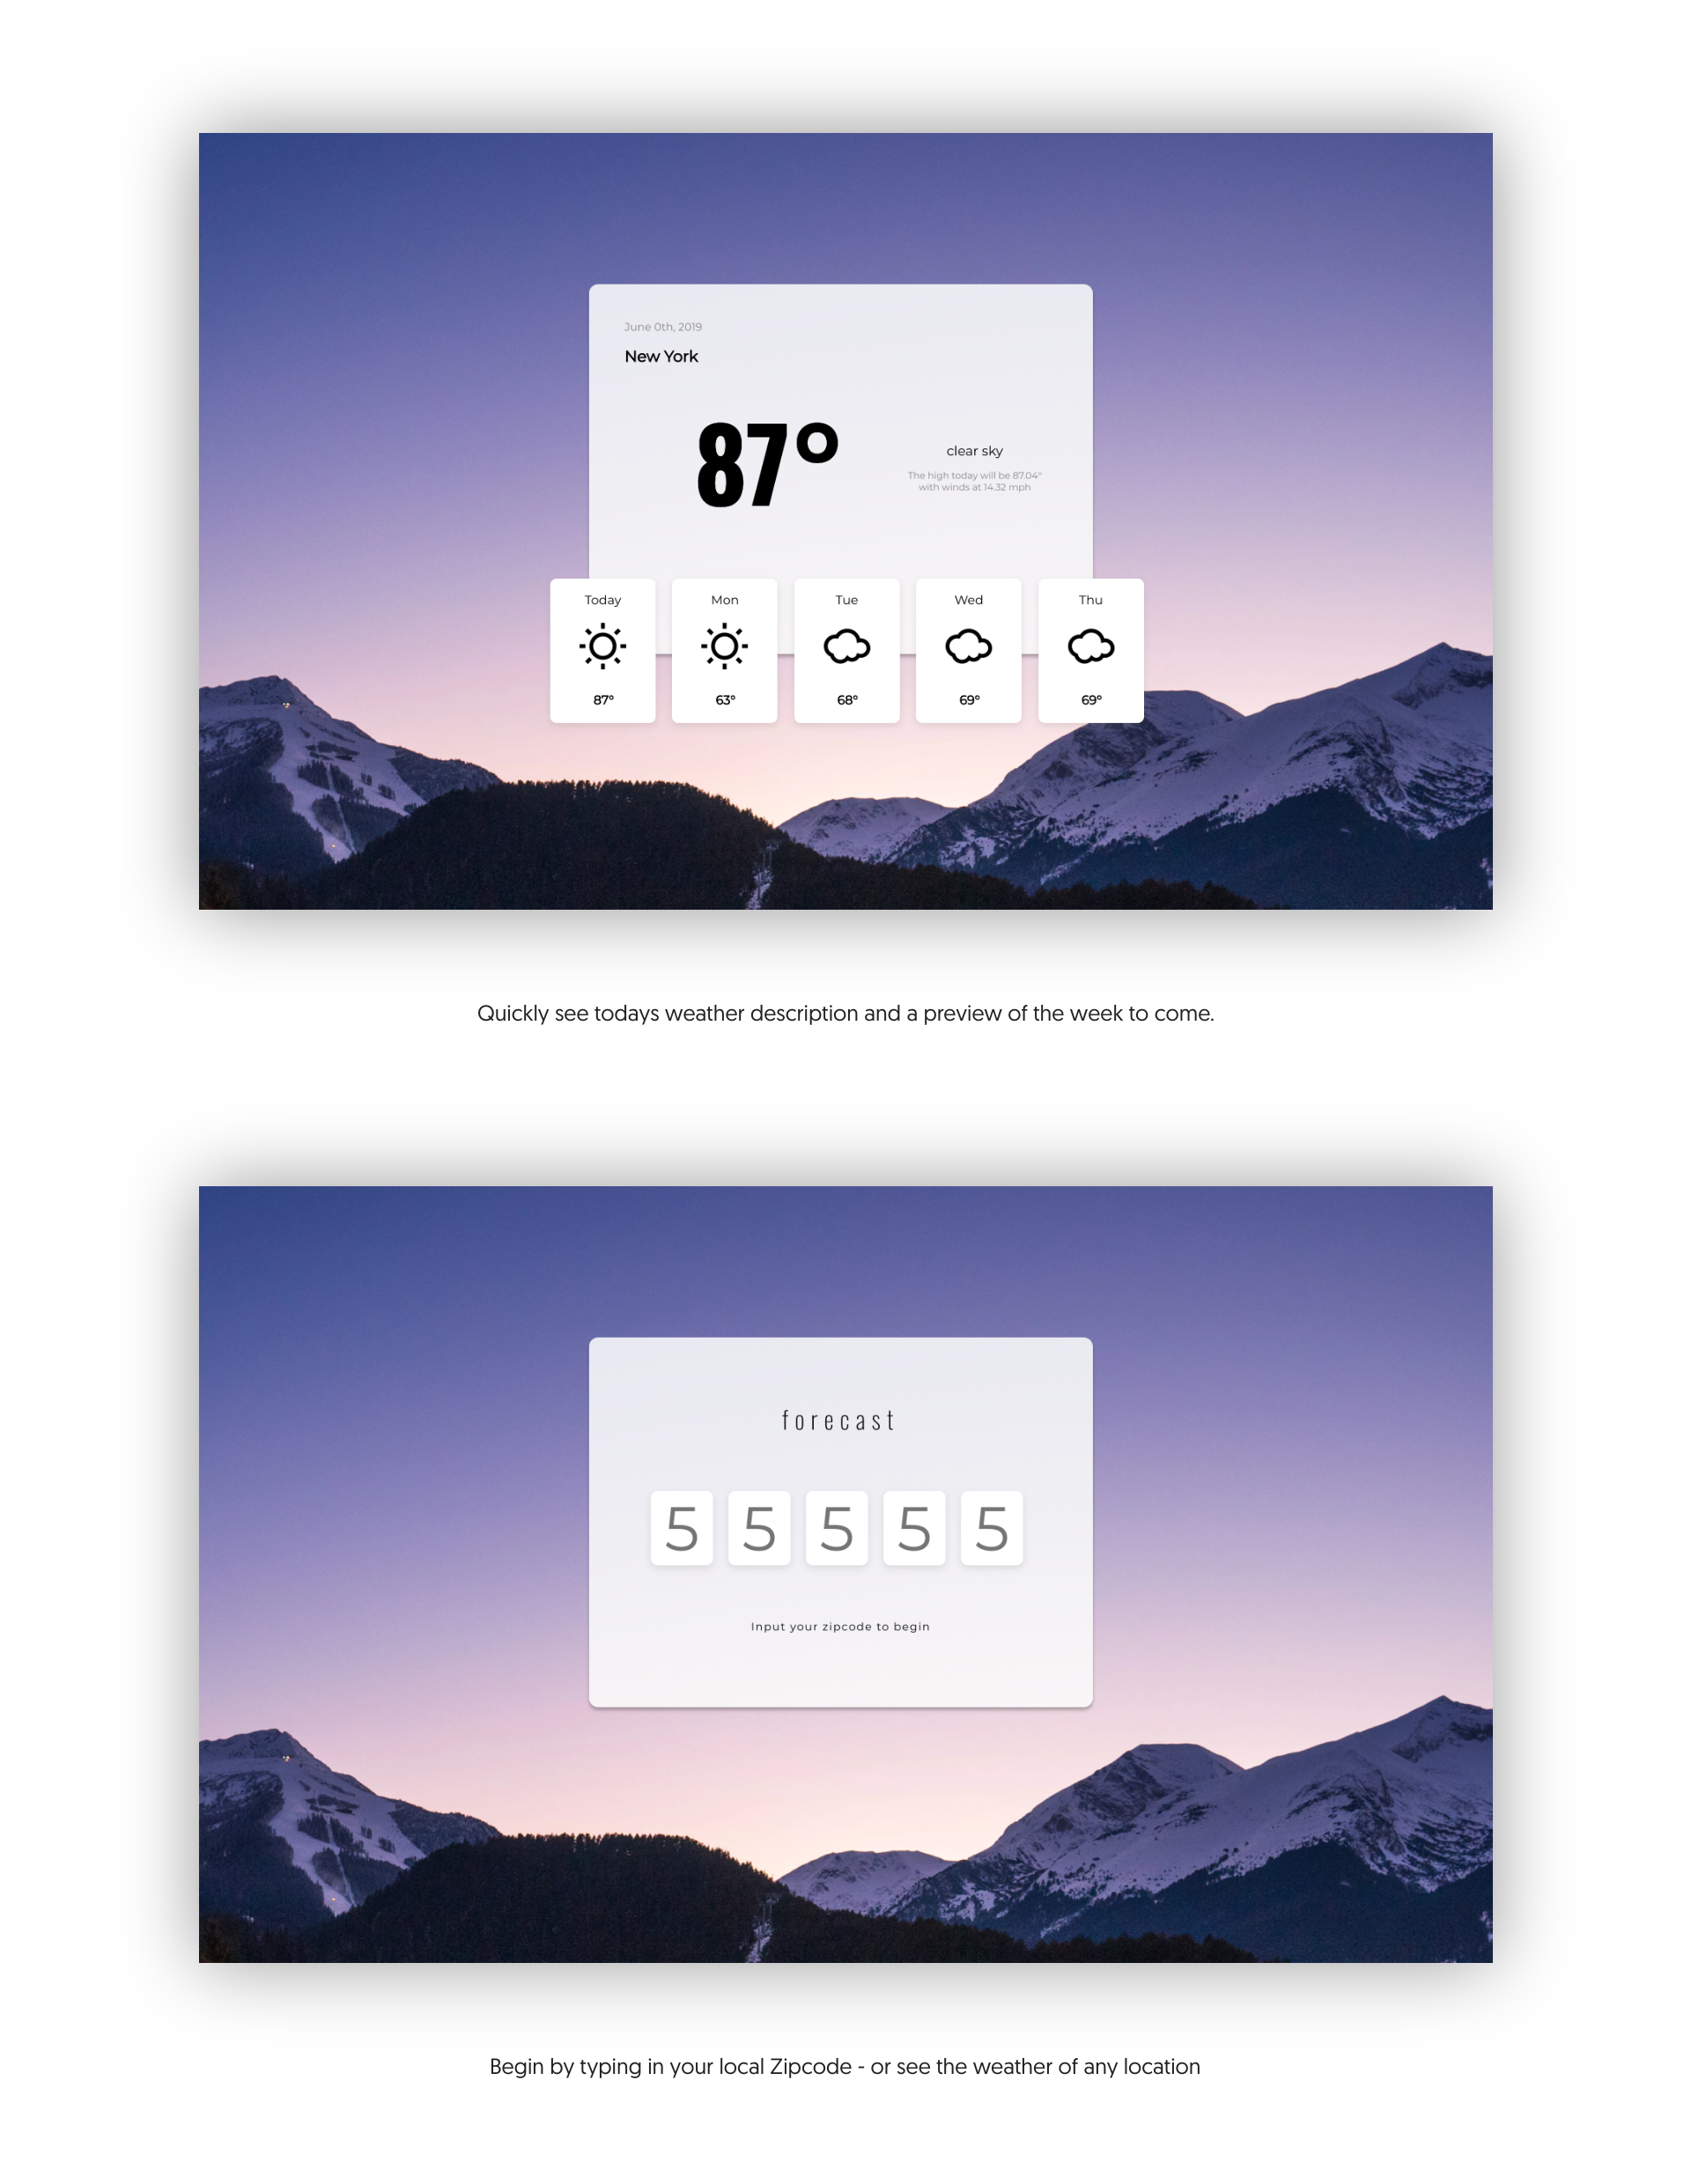 June 0th, 2019
New York
87°
clear sky
The high today will be 87.04°
with winds at 14.32 mph
Today
87°
Mon
63°
Tue
68°
Wed
69°
Thu
69°
Quickly see todays weather description and a preview of the week to come.
forecast
5 5 5 5 5
Input your zipcode to begin
Begin by typing in your local Zipcode - or see the weather of any location